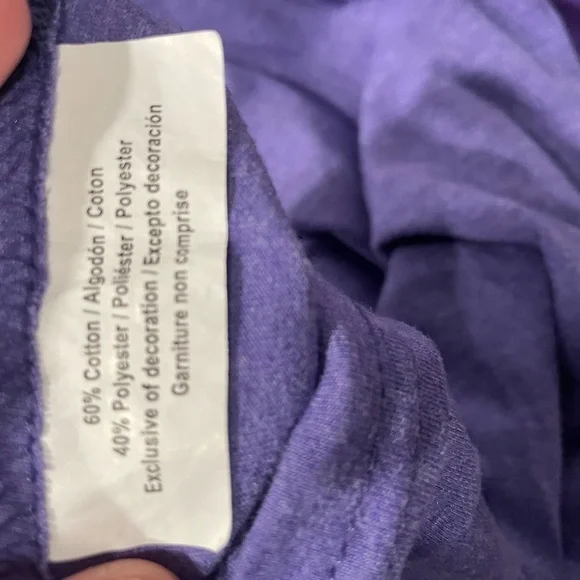 60% Cotton / Algodón / Coton
40% Polyester / Poliéster / Polyester
Exclusive of decoration / Excepto decoración
Garniture non comprise